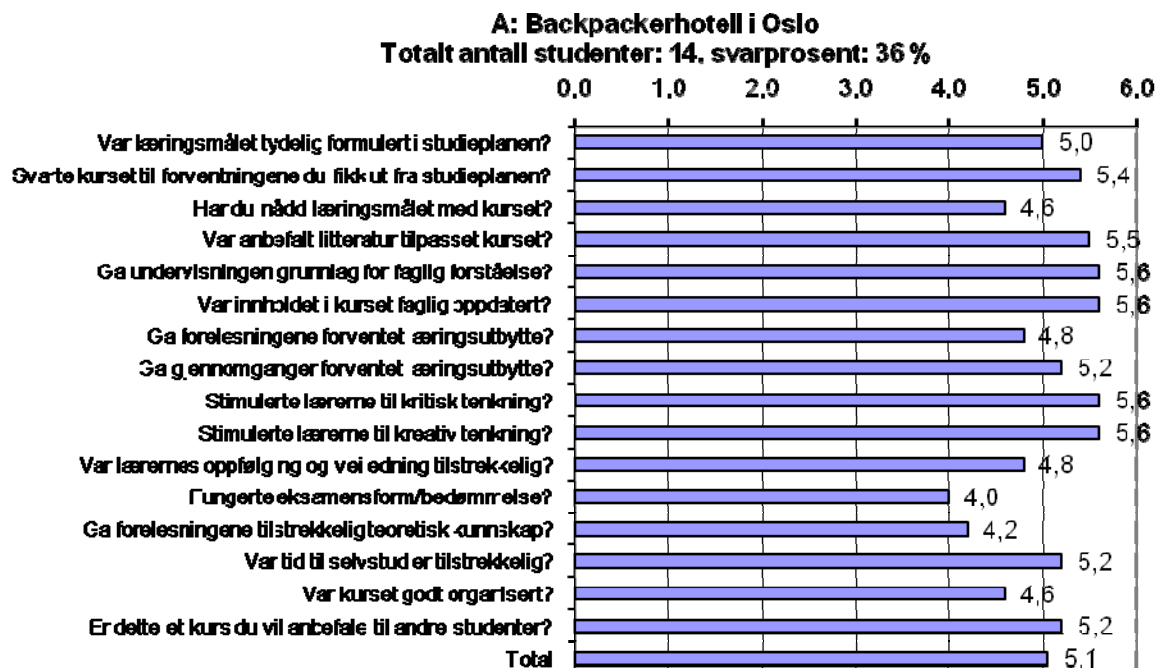 A: Backpackerhotell i Oslo
Totalt antall studenter: 14, svarprosent: 36 %
0,0 1,0 2,0 3,0 4,0 5,0 6,0
Var læringsmålet tydelig formulert i studieplanen? 5,0
Svarte kurset til forventningene du fikk ut fra studieplanen? 5,4
Har du nådd læringsmålet med kurset? 4,6
Var anbefalt litteratur tilpasset kurset? 5,5
Ga undervisningen grunnlag for faglig forståelse? 5,6
Var innholdet i kurset faglig oppdatert? 5,6
Ga forelesningene forventet læringsutbytte? 4,8
Ga gjennomganger forventet læringsutbytte? 5,2
Stimulerte lærerne til kritisk tenkning? 5,6
Stimulerte lærerne til kreativ tenkning? 5,6
Var lærernes oppfølging og veiledning tilstrekkelig? 4,8
Fungerte eksamensform/bedømmelse? 4,0
Ga forelesningene tilstrekkelig teoretisk kunnskap? 4,2
Var tid til selvstudier tilstrekkelig? 5,2
Var kurset godt organisert? 4,6
Er dette et kurs du vil anbefale til andre studenter? 5,2
Total 5,1